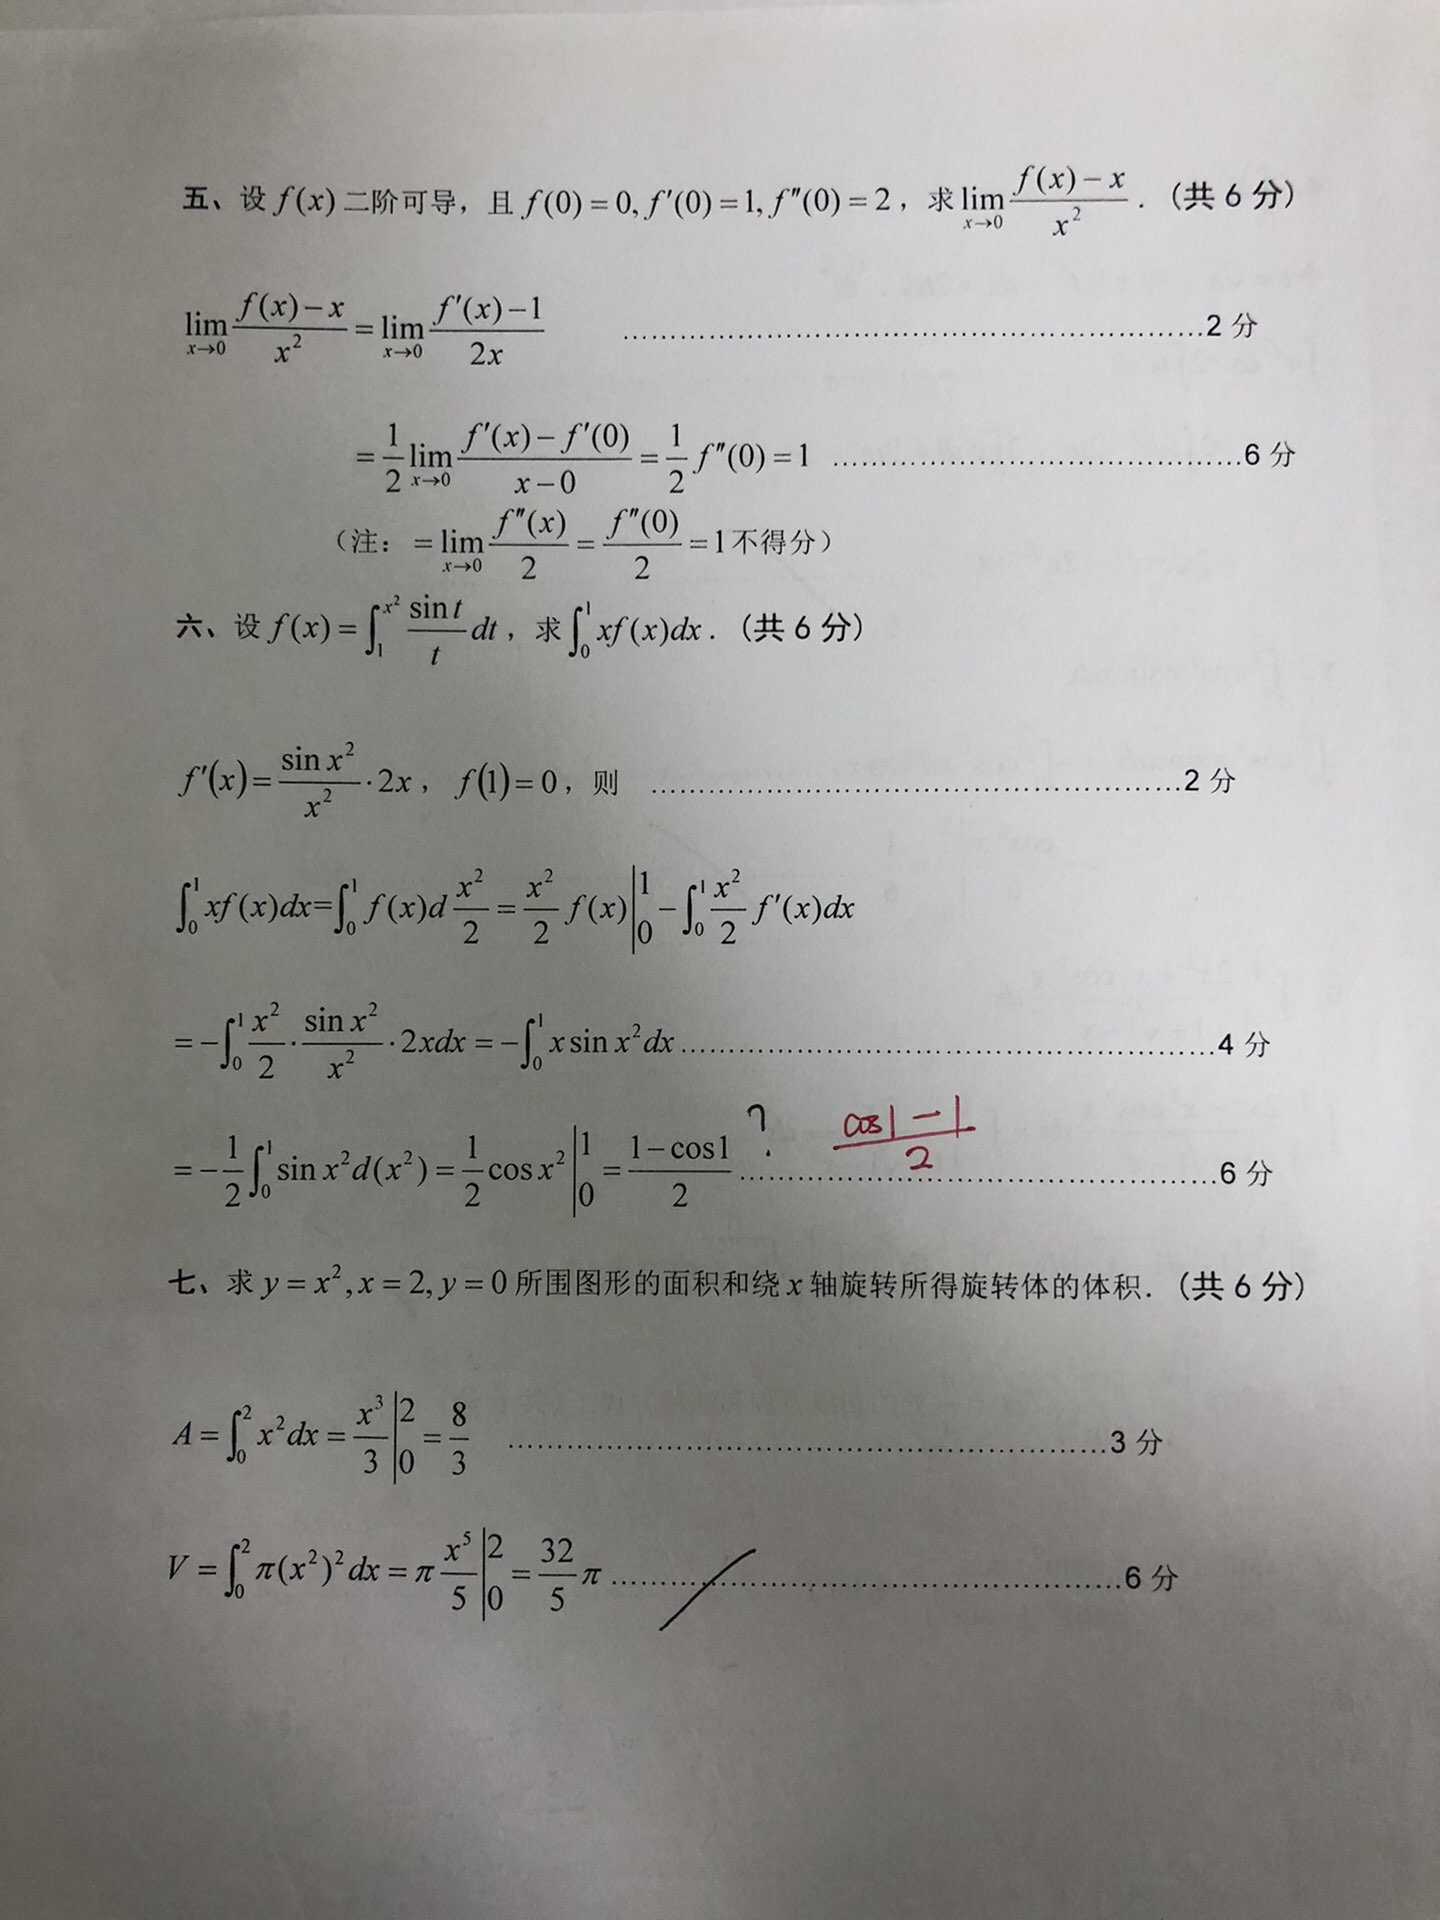 五、设 f(x) 二阶可导，且 f(0) = 0, f′(0) = 1, f″(0) = 2，求 lim_{x→0} (f(x) − x)/x² .（共 6 分）
lim_{x→0} (f(x) − x)/x² = lim_{x→0} (f′(x) − 1)/(2x) ……………………………………………………2 分
= 1/2 lim_{x→0} (f′(x) − f′(0))/(x − 0) = 1/2 f″(0) = 1 ……………………………………6 分
（注： = lim_{x→0} f″(x)/2 = f″(0)/2 = 1 不得分）
六、设 f(x) = ∫_1^{x²} (sin t)/t dt，求 ∫_0^1 xf(x)dx .（共 6 分）
f′(x) = (sin x²)/x² · 2x，f(1) = 0，则 ………………………………………………2 分
∫_0^1 xf(x)dx=∫_0^1 f(x)d x²/2 = x²/2 f(x)|_0^1 − ∫_0^1 x²/2 f′(x)dx
= −∫_0^1 x²/2 · (sin x²)/x² · 2xdx = −∫_0^1 x sin x² dx………………………………………………4 分
= −1/2 ∫_0^1 sin x² d(x²) = 1/2 cos x² |_0^1 = (1 − cos1)/2 ? (cos1 − 1)/2 …………………………………………6 分
七、求 y = x², x = 2, y = 0 所围图形的面积和绕 x 轴旋转所得旋转体的体积．（共 6 分）
A = ∫_0^2 x² dx = x³/3 |_0^2 = 8/3 ……………………………………………………3 分
V = ∫_0^2 π(x²)² dx = π x⁵/5 |_0^2 = 32/5 π ……………………………………………6 分